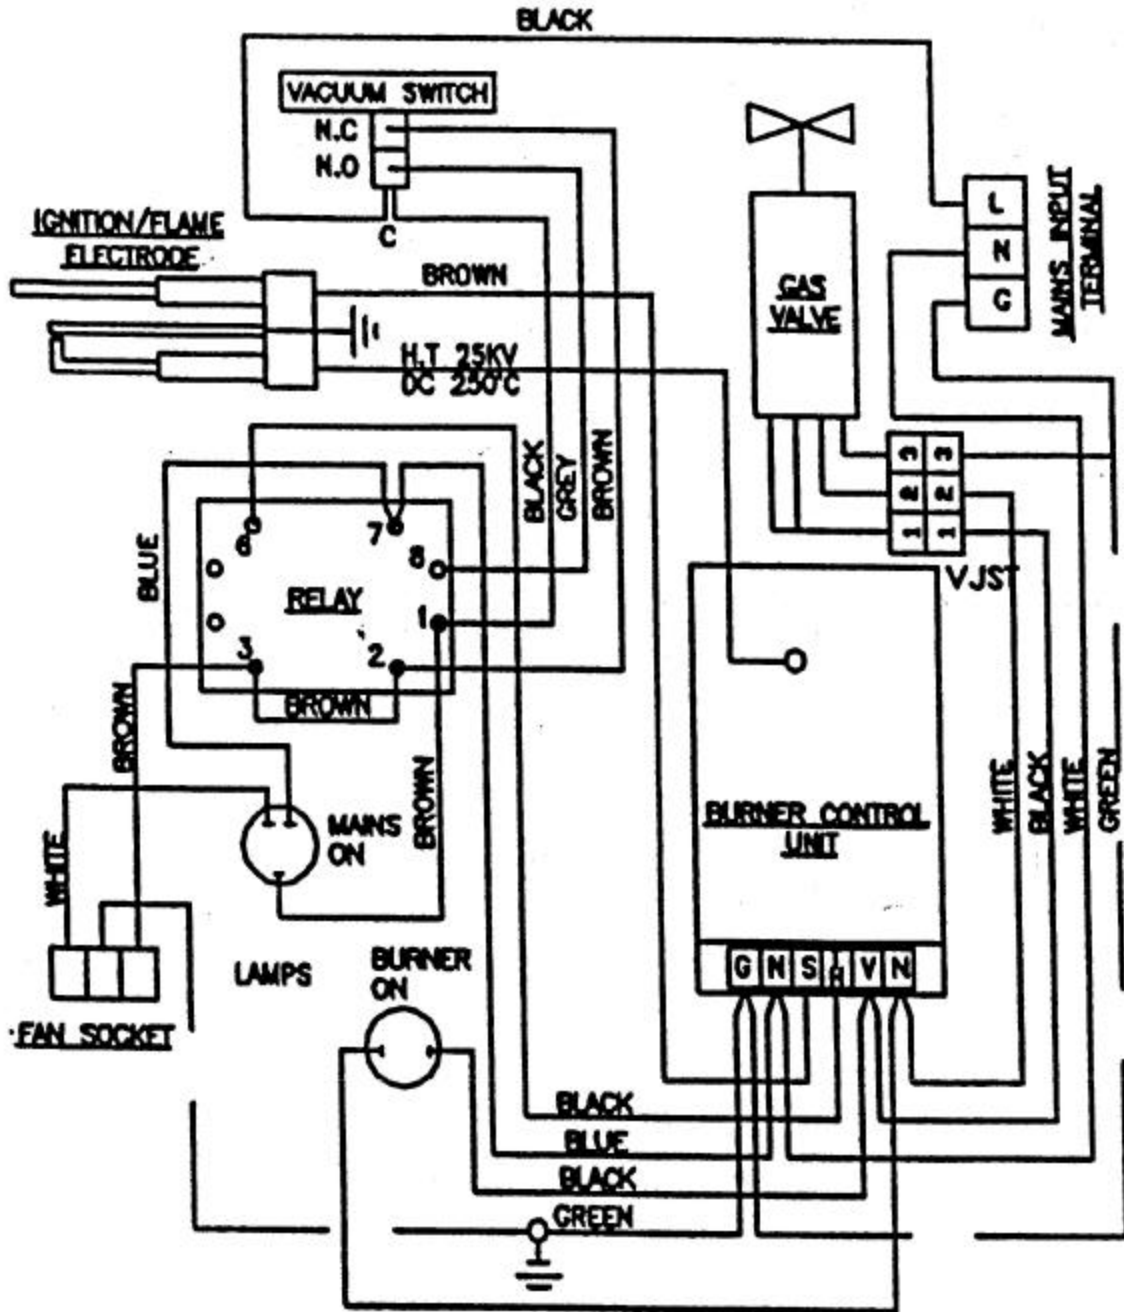 BLACK
VACUUM SWITCH
N.C
N.O
C
IGNITION/FLAME
ELECTRODE
BROWN
H.T 25KV
DC 250°C
GAS
VALVE
L
N
G
MAINS INPUT
TERMINAL
BLACK
GREY
BROWN
3 3
2 2
1 1
VJST
BLUE
6
7
8
RELAY
1
3
2
BROWN
BROWN
BROWN
MAINS
ON
WHITE
FAN SOCKET
LAMPS
BURNER
ON
BURNER CONTROL
UNIT
WHITE
BLACK
WHITE
GREEN
G N S A V N
BLACK
BLUE
BLACK
GREEN